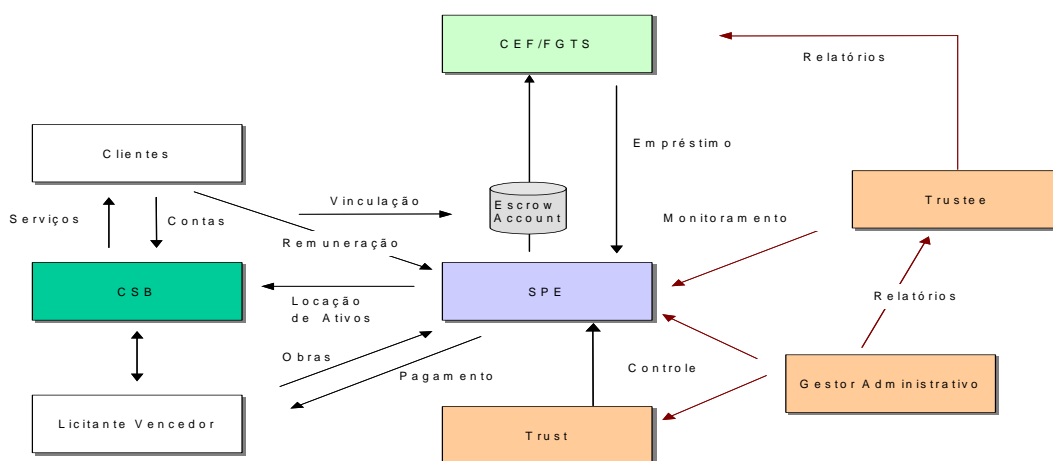 CEF/FGTS
Relatórios
Clientes
Empréstimo
Serviços
Contas
Vinculação
Escrow
Account
Trustee
Monitoramento
Remuneração
CSB
Locação
de Ativos
SPE
Relatórios
Obras
Pagamento
Controle
Gestor Administrativo
Licitante Vencedor
Trust